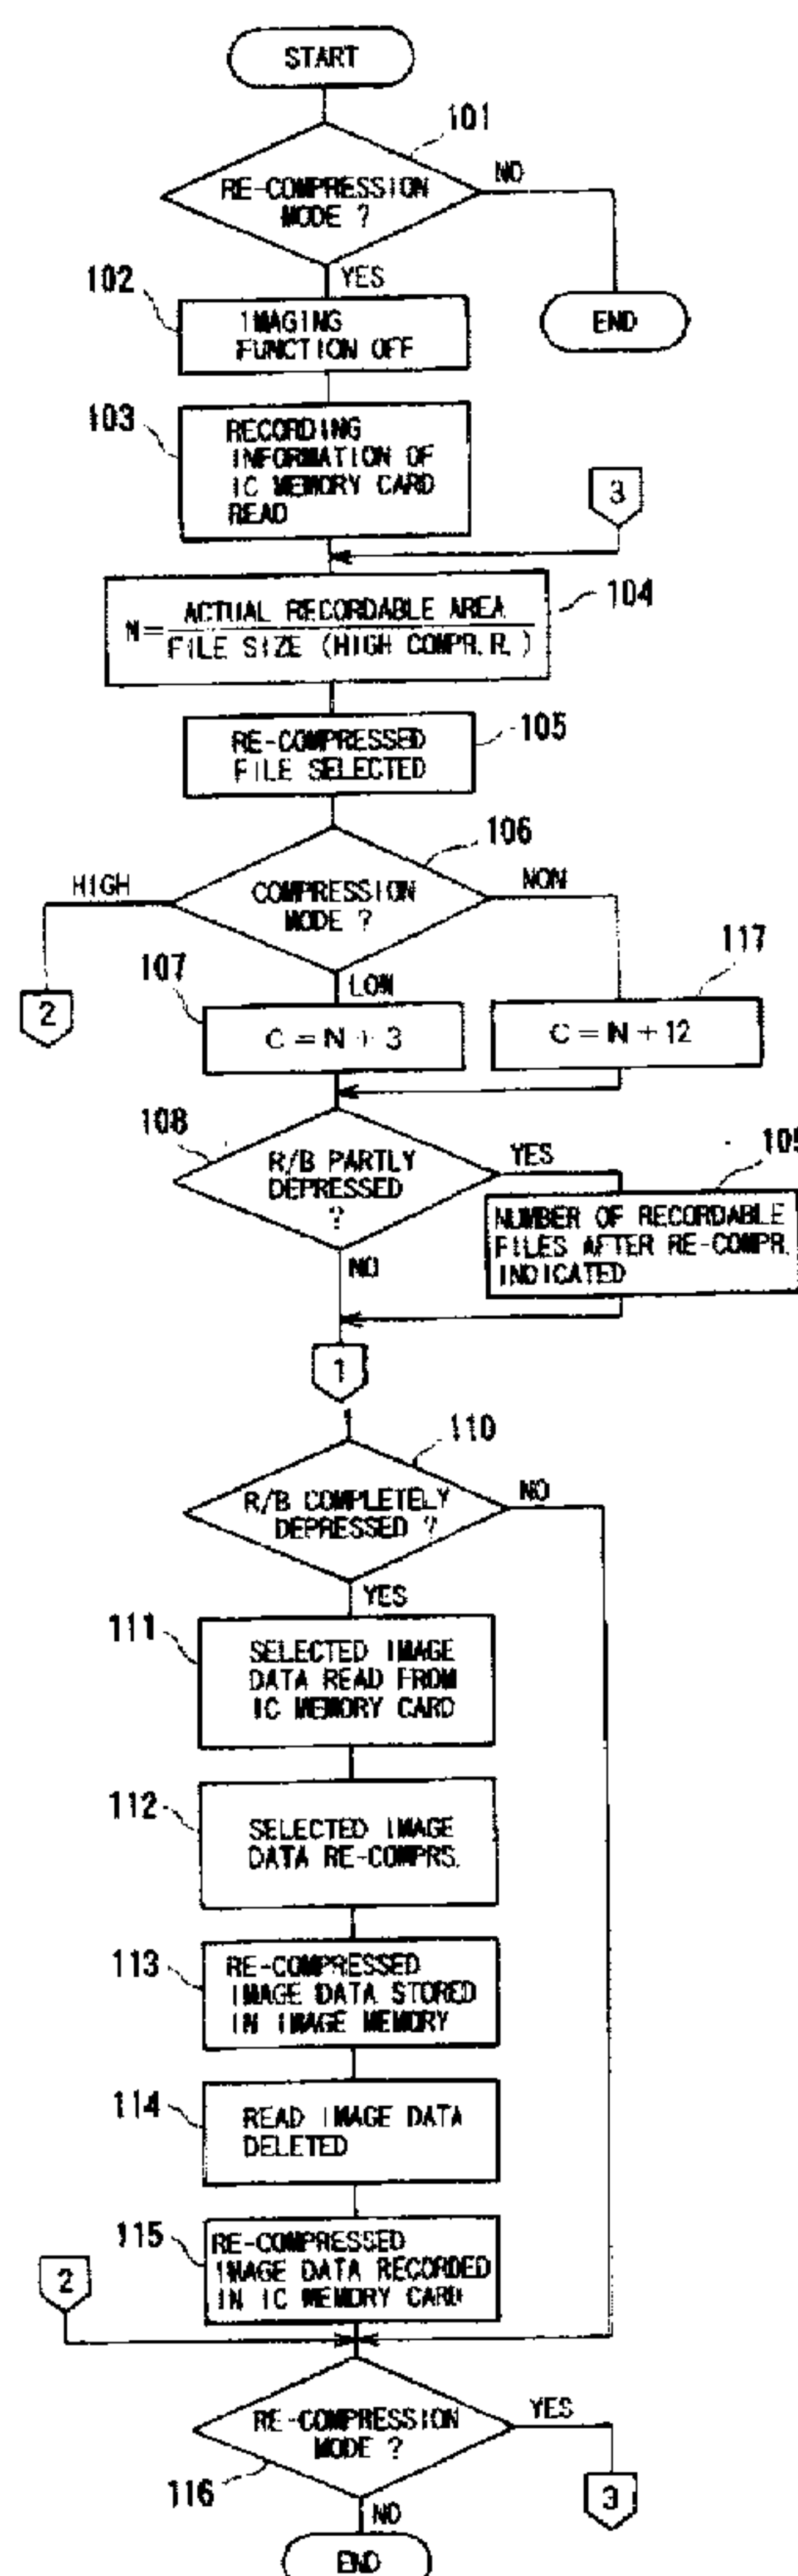 START
101
RE-COMPRESSION
MODE ?
NO
YES
102
IMAGING
FUNCTION OFF
END
103
RECORDING
INFORMATION OF
IC MEMORY CARD
READ
3
N=
ACTUAL RECORDABLE AREA
FILE SIZE (HIGH COMPR.R.)
104
RE-COMPRESSED
FILE SELECTED
105
106
HIGH
COMPRESSION
MODE ?
NON
2
107
LOW
C = N + 3
117
C = N + 12
108
R/B PARTLY
DEPRESSED
?
YES
109
NUMBER OF RECORDABLE
FILES AFTER RE-COMPR.
INDICATED
NO
1
110
R/B COMPLETELY
DEPRESSED ?
NO
YES
111
SELECTED IMAGE
DATA READ FROM
IC MEMORY CARD
112
SELECTED IMAGE
DATA RE-COMPRS.
113
RE-COMPRESSED
IMAGE DATA STORED
IN IMAGE MEMORY
114
READ IMAGE DATA
DELETED
115
RE-COMPRESSED
IMAGE DATA RECORDED
IN IC MEMORY CARD
2
RE-COMPRESSION
MODE ?
YES
116
NO
3
END